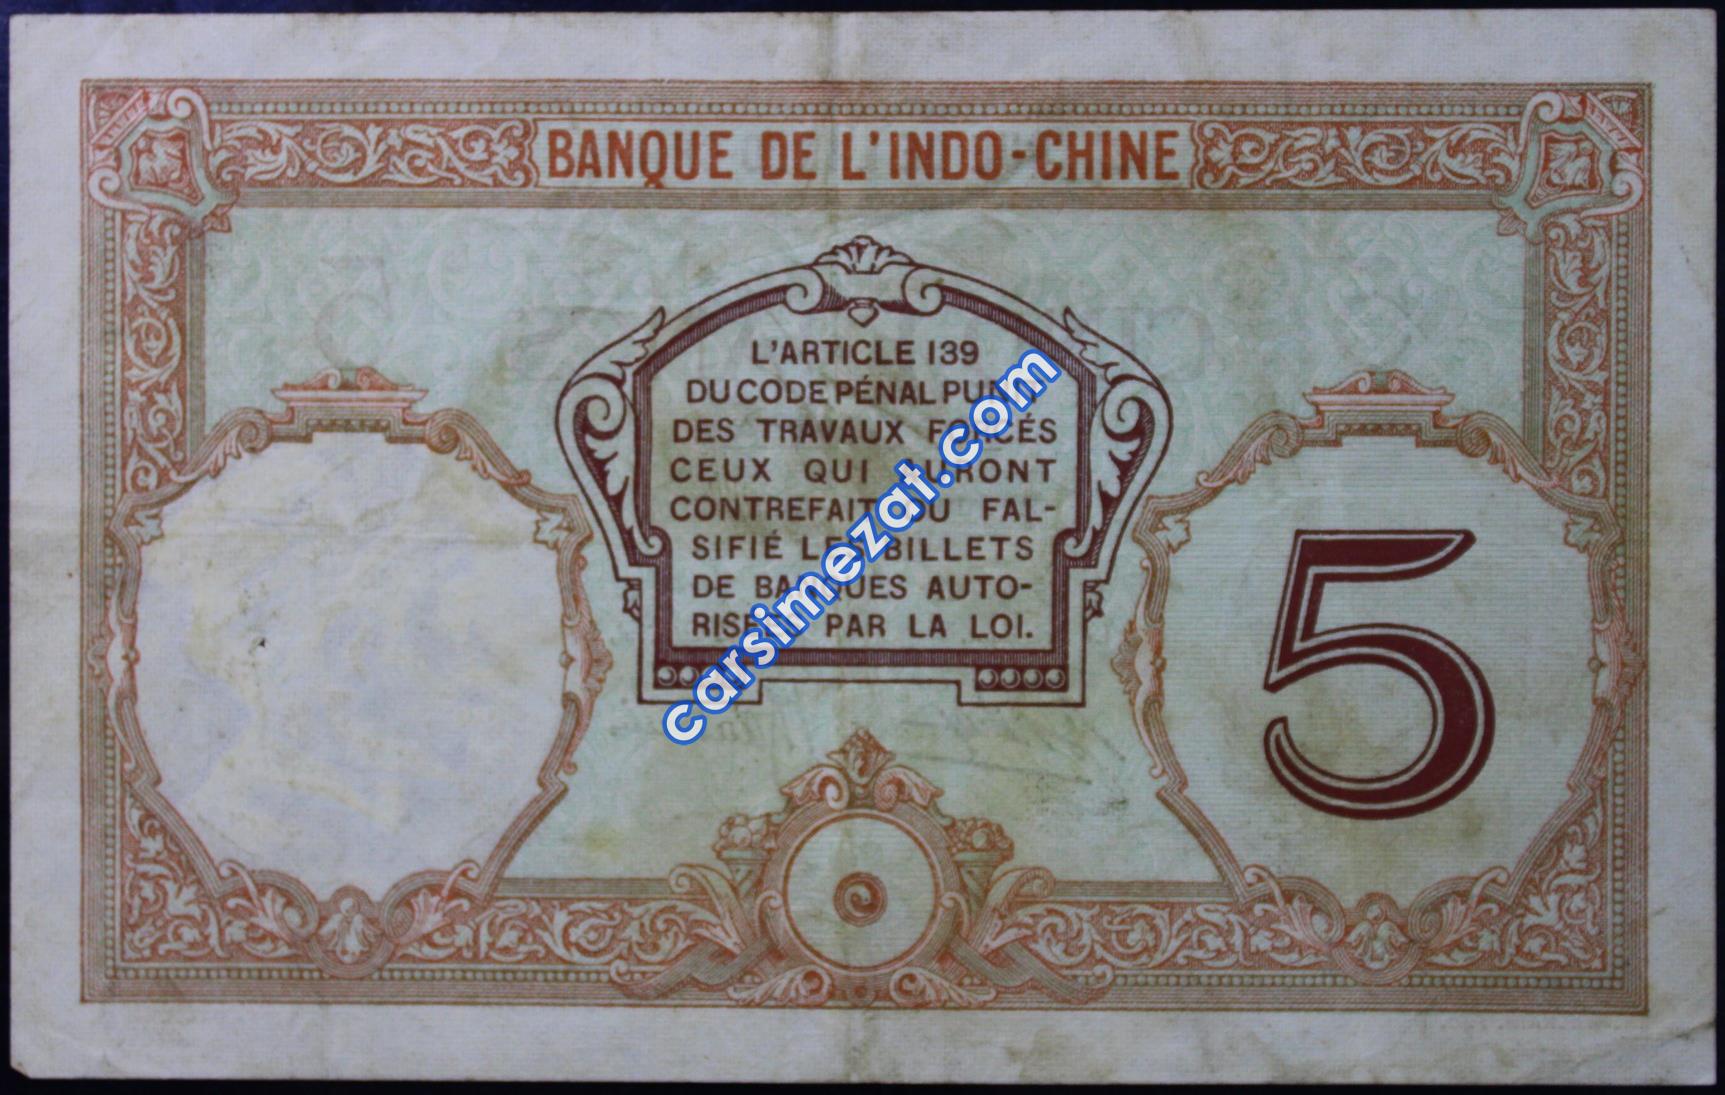 BANQUE DE L'INDO-CHINE
L'ARTICLE 139
DU CODE PÉNAL PUNIT
DES TRAVAUX FORCÉS
CEUX QUI AURONT
CONTREFAIT OU FAL-
SIFIÉ LES BILLETS
DE BANQUES AUTO-
RISÉES PAR LA LOI.
5
carsimezat.com